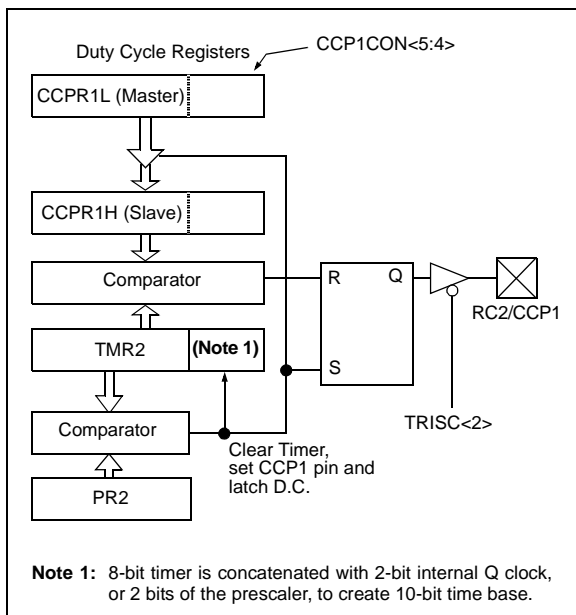 Duty Cycle Registers
CCP1CON<5:4>
CCPR1L (Master)
CCPR1H (Slave)
Comparator
R
Q
RC2/CCP1
TMR2
(Note 1)
S
TRISC<2>
Comparator
Clear Timer,
set CCP1 pin and
latch D.C.
PR2
Note 1: 8-bit timer is concatenated with 2-bit internal Q clock,
or 2 bits of the prescaler, to create 10-bit time base.